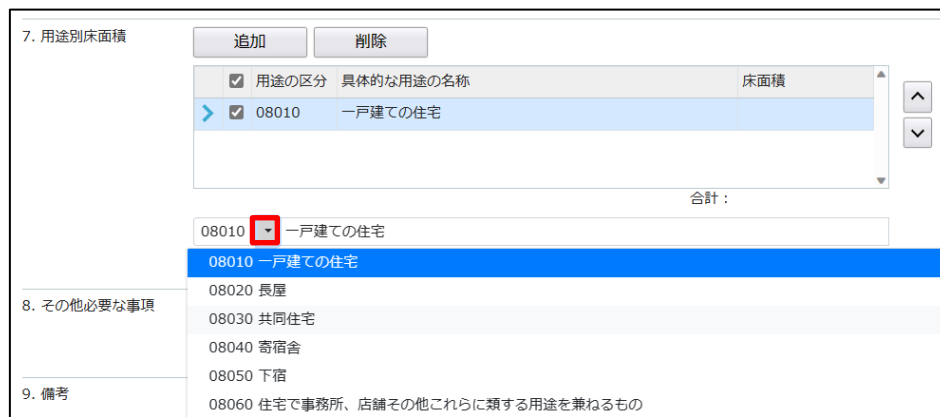 7. 用途別床面積
追加 削除
用途の区分 具体的な用途の名称 床面積
08010 一戸建ての住宅
合計：
08010 一戸建ての住宅
08010 一戸建ての住宅
08020 長屋
8. その他必要な事項
08030 共同住宅
08040 寄宿舎
08050 下宿
9. 備考
08060 住宅で事務所、店舗その他これらに類する用途を兼ねるもの